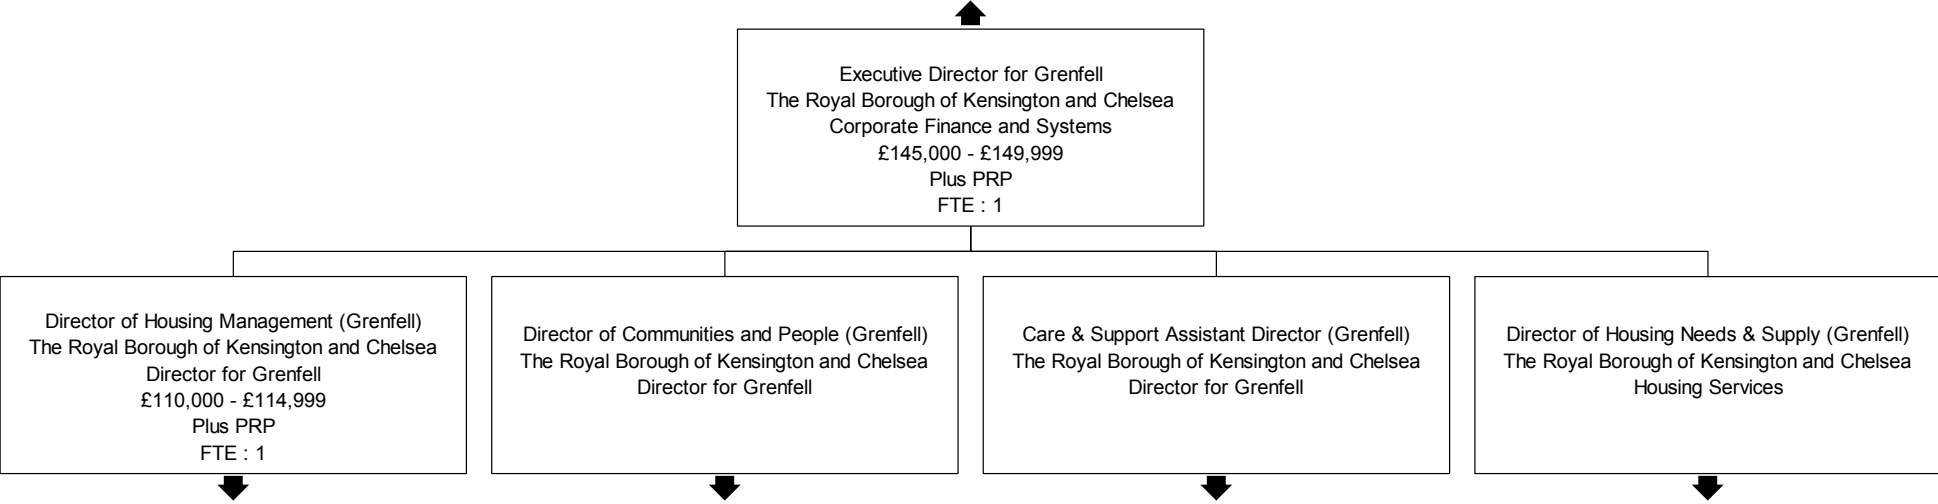 Executive Director for Grenfell
The Royal Borough of Kensington and Chelsea
Corporate Finance and Systems
£145,000 - £149,999
Plus PRP
FTE : 1
Director of Housing Management (Grenfell)
The Royal Borough of Kensington and Chelsea
Director for Grenfell
£110,000 - £114,999
Plus PRP
FTE : 1
Director of Communities and People (Grenfell)
The Royal Borough of Kensington and Chelsea
Director for Grenfell
Care & Support Assistant Director (Grenfell)
The Royal Borough of Kensington and Chelsea
Director for Grenfell
Director of Housing Needs & Supply (Grenfell)
The Royal Borough of Kensington and Chelsea
Housing Services